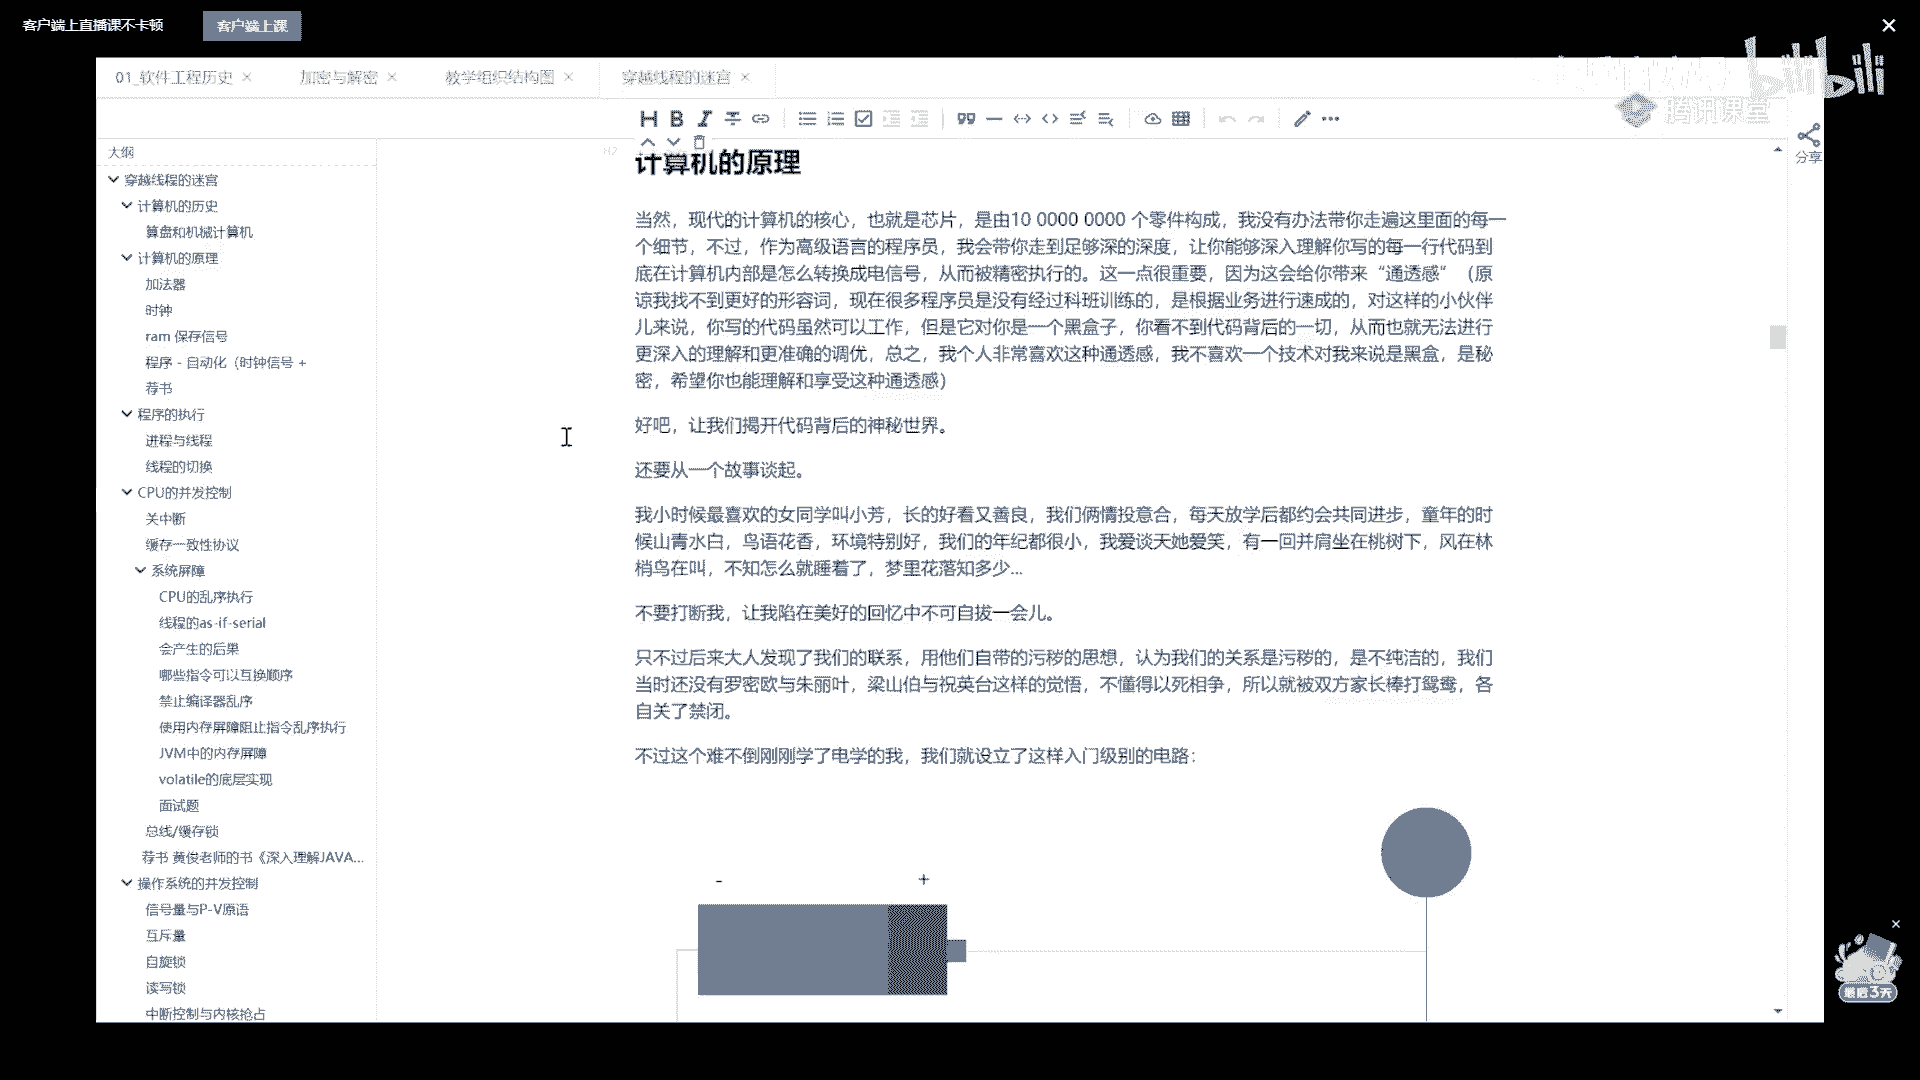 客户端上直播课不卡顿
客户端上课
01_软件工程历史
加密与解密
教学组织结构图
穿越线程的迷宫
bilibili
腾讯课堂
分享
大纲
穿越线程的迷宫
计算机的历史
算盘和机械计算机
计算机的原理
加法器
时钟
ram 保存信号
程序 - 自动化（时钟信号 +
荐书
程序的执行
进程与线程
线程的切换
CPU的并发控制
关中断
缓存一致性协议
系统屏障
CPU的乱序执行
线程的as-if-serial
会产生的后果
哪些指令可以互换顺序
禁止编译器乱序
使用内存屏障阻止指令乱序执行
JVM中的内存屏障
volatile的底层实现
面试题
总线/缓存锁
荐书 黄俊老师的书《深入理解JAVA...
操作系统的并发控制
信号量与P-V原语
互斥量
自旋锁
读写锁
中断控制与内核抢占
H2
计算机的原理
当然，现代的计算机的核心，也就是芯片，是由10 0000 0000 个零件构成，我没有办法带你走遍这里面的每一
个细节，不过，作为高级语言的程序员，我会带你走到足够深的深度，让你能够深入理解你写的每一行代码到
底在计算机内部是怎么转换成电信号，从而被精密执行的。这一点很重要，因为这会给你带来“通透感”（原
谅我找不到更好的形容词，现在很多程序员是没有经过科班训练的，是根据业务进行速成的，对这样的小伙伴
儿来说，你写的代码虽然可以工作，但是它对你是一个黑盒子，你看不到代码背后的一切，从而也就无法进行
更深入的理解和更准确的调优，总之，我个人非常喜欢这种通透感，我不喜欢一个技术对我来说是黑盒，是秘
密，希望你也能理解和享受这种通透感）
好吧，让我们揭开代码背后的神秘世界。
还要从一个故事谈起。
我小时候最喜欢的女同学叫小芳，长的好看又善良，我们俩情投意合，每天放学后都约会共同进步，童年的时
候山青水白，鸟语花香，环境特别好，我们的年纪都很小，我爱谈天她爱笑，有一回并肩坐在桃树下，风在林
梢鸟在叫，不知怎么就睡着了，梦里花落知多少...
不要打断我，让我陷在美好的回忆中不可自拔一会儿。
只不过后来大人发现了我们的联系，用他们自带的污秽的思想，认为我们的关系是污秽的，是不纯洁的，我们
当时还没有罗密欧与朱丽叶，梁山伯与祝英台这样的觉悟，不懂得以死相争，所以就被双方家长棒打鸳鸯，各
自关了禁闭。
不过这个难不倒刚刚学了电学的我，我们就设立了这样入门级别的电路：
- +
最后3天